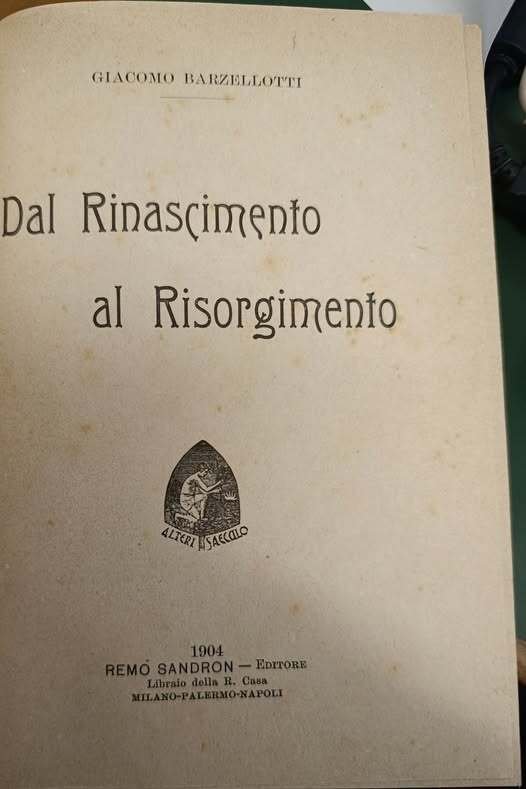 GIACOMO BARZELLOTTI
Dal Rinascimento
al Risorgimento
ALTERI SAECULO
1904
REMO SANDRON — EDITORE
Libraio della R. Casa
MILANO-PALERMO-NAPOLI